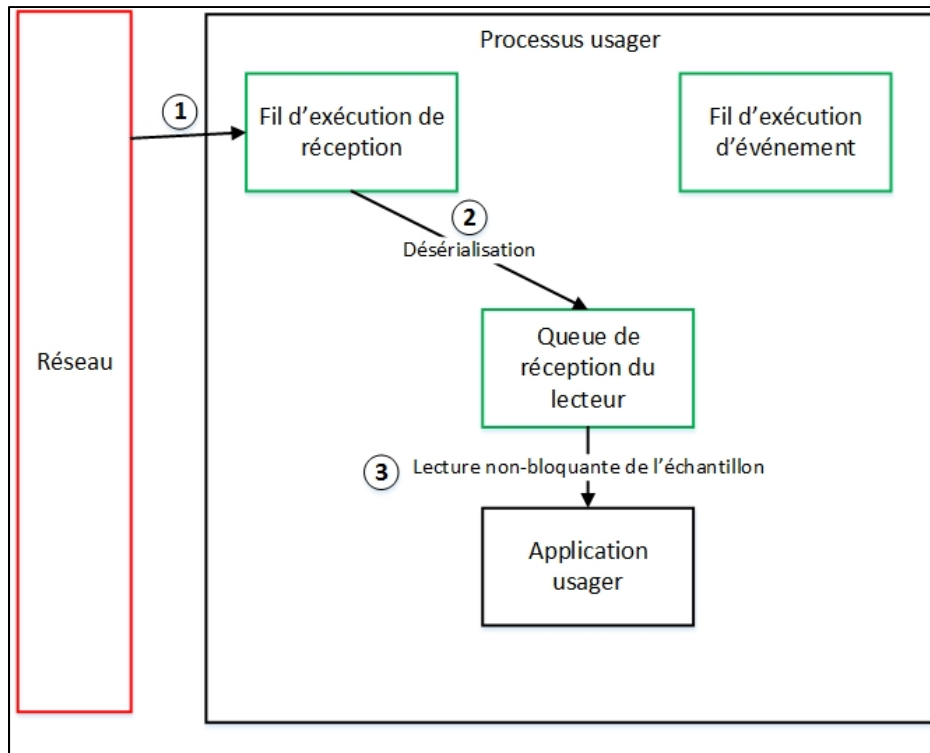 Processus usager
1
Fil d'exécution de
réception
Fil d'exécution
d'événement
2
Désérialisation
Réseau
Queue de
réception du
lecteur
3
Lecture non-bloquante de l'échantillon
Application
usager